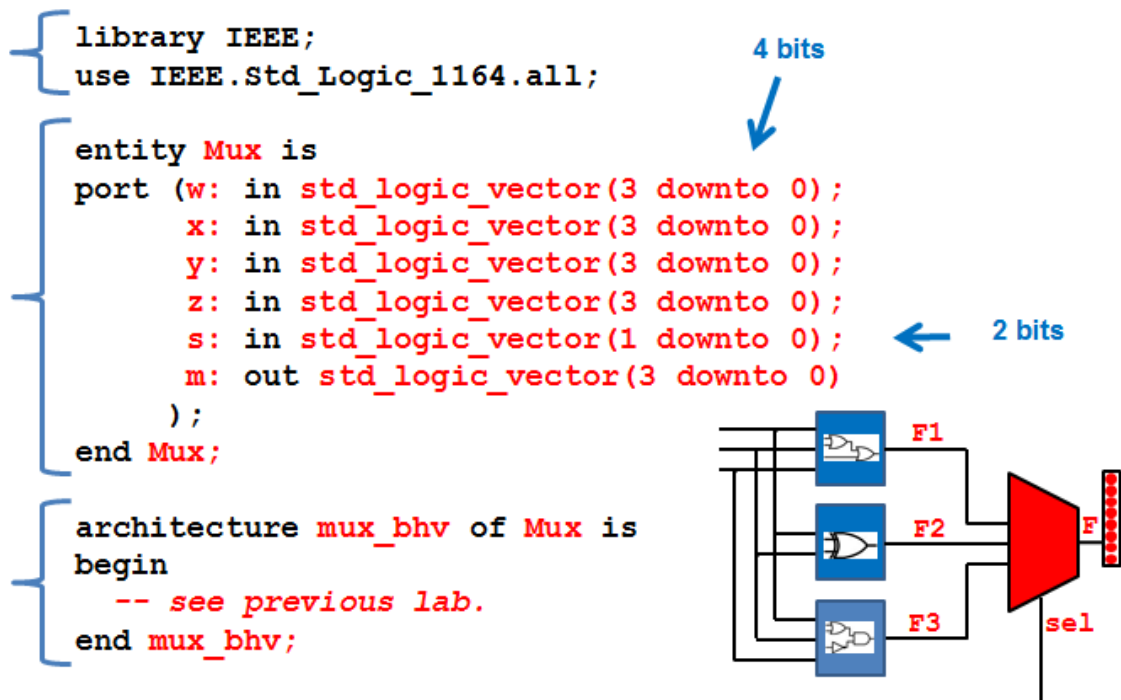 library IEEE;
use IEEE.Std_Logic_1164.all;
4 bits
entity Mux is
port (w: in std_logic_vector(3 downto 0);
x: in std_logic_vector(3 downto 0);
y: in std_logic_vector(3 downto 0);
z: in std_logic_vector(3 downto 0);
s: in std_logic_vector(1 downto 0);
2 bits
m: out std_logic_vector(3 downto 0)
);
end Mux;
architecture mux_bhv of Mux is
begin
-- see previous lab.
end mux_bhv;
F1
F2
F3
sel